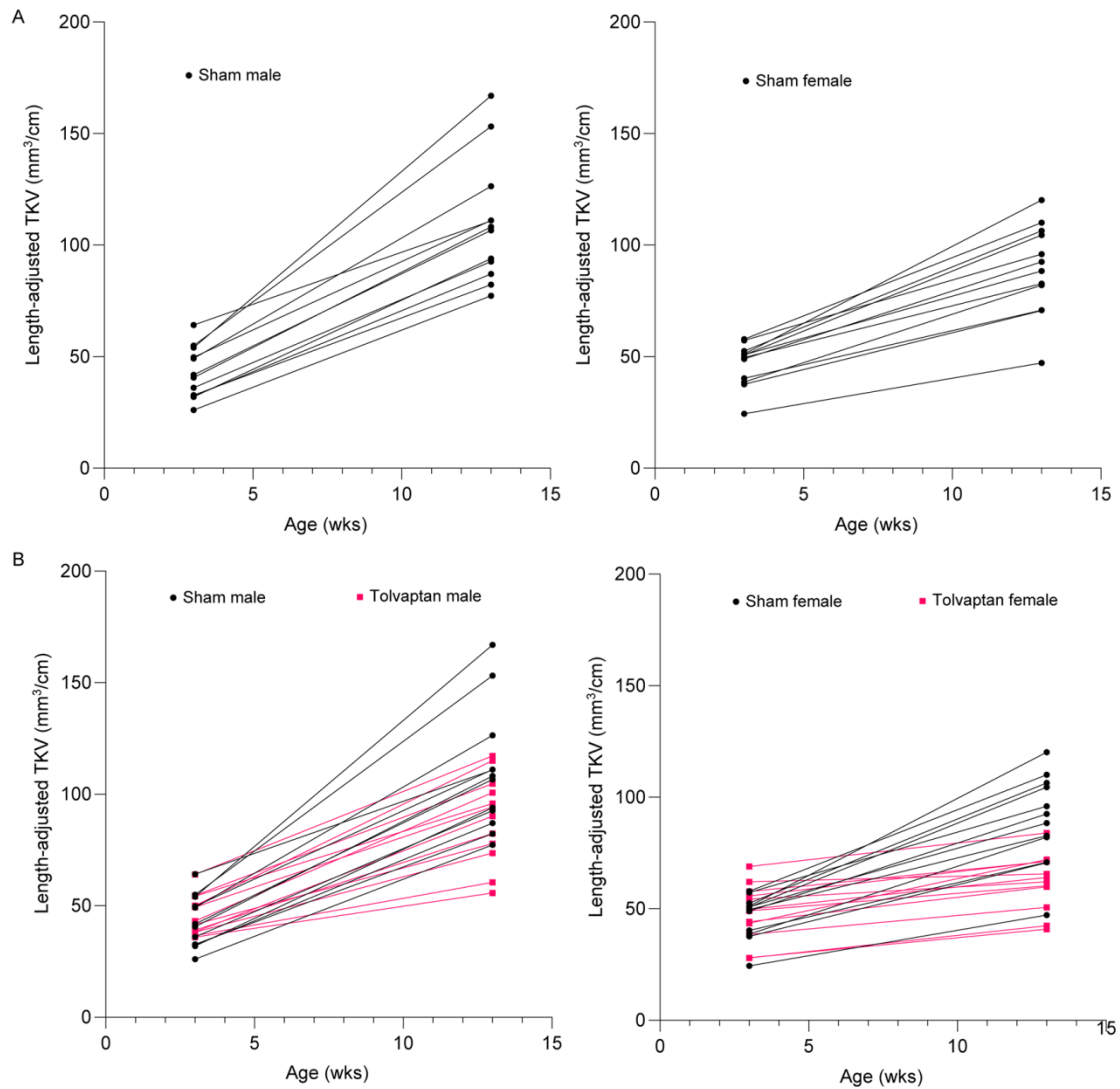 A
200
150
100
50
0
Length-adjusted TKV (mm³/cm)
Sham male
0 5 10 15
Age (wks)
200
150
100
50
0
Length-adjusted TKV (mm³/cm)
Sham female
0 5 10 15
Age (wks)
B
200
150
100
50
0
Length-adjusted TKV (mm³/cm)
Sham male Tolvaptan male
0 5 10 15
Age (wks)
200
150
100
50
0
Length-adjusted TKV (mm³/cm)
Sham female Tolvaptan female
0 5 10 15
Age (wks)